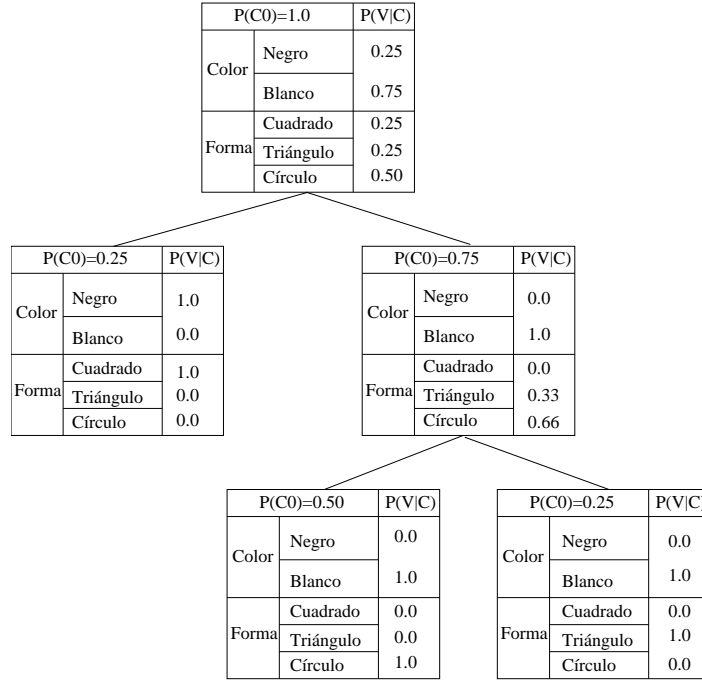 P(C0)=1.0 P(V|C)
Color Negro 0.25
Blanco 0.75
Forma Cuadrado 0.25
Triángulo 0.25
Círculo 0.50
P(C0)=0.25 P(V|C)
Color Negro 1.0
Blanco 0.0
Forma Cuadrado 1.0
Triángulo 0.0
Círculo 0.0
P(C0)=0.75 P(V|C)
Color Negro 0.0
Blanco 1.0
Forma Cuadrado 0.0
Triángulo 0.33
Círculo 0.66
P(C0)=0.50 P(V|C)
Color Negro 0.0
Blanco 1.0
Forma Cuadrado 0.0
Triángulo 0.0
Círculo 1.0
P(C0)=0.25 P(V|C)
Color Negro 0.0
Blanco 1.0
Forma Cuadrado 0.0
Triángulo 1.0
Círculo 0.0